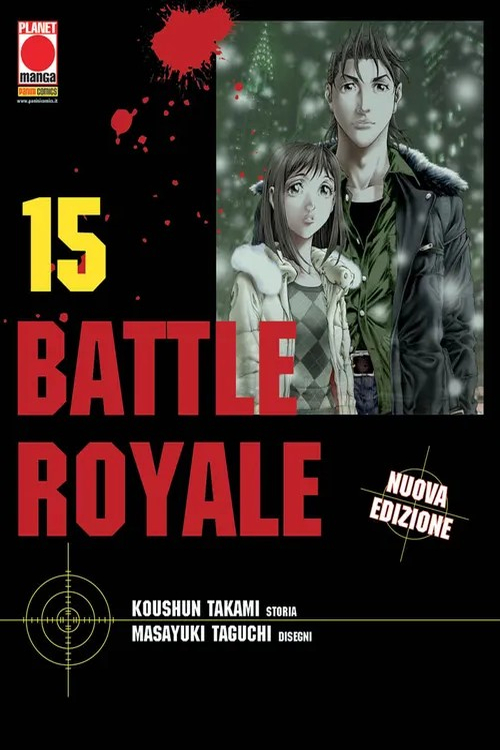 PLANET
manga
PANINI COMICS
www.paninicomics.it
15
BATTLE
ROYALE
NUOVA
EDIZIONE
KOUSHUN TAKAMI STORIA
MASAYUKI TAGUCHI DISEGNI